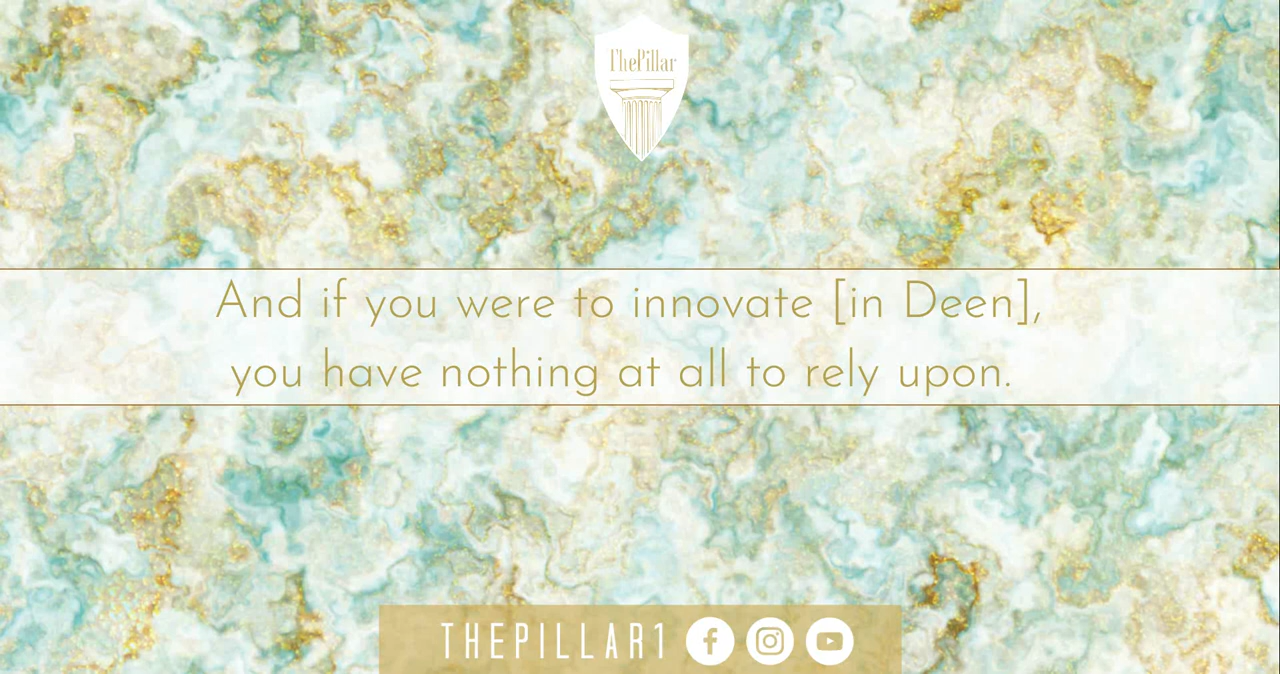 ThePillar
And if you were to innovate [in Deen],
you have nothing at all to rely upon.
THEPILLAR1